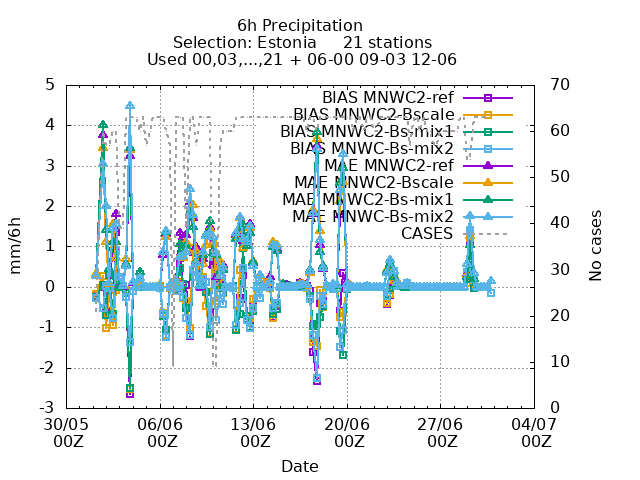 6h Precipitation
Selection: Estonia 21 stations
Used 00,03,...,21 + 06-00 09-03 12-06
BIAS MNWC2-ref
BIAS MNWC2-Bscale
BIAS MNWC2-Bs-mix1
BIAS MNWC-Bs-mix2
MAE MNWC2-ref
MAE MNWC2-Bscale
MAE MNWC2-Bs-mix1
MAE MNWC-Bs-mix2
CASES
mm/6h
5
4
3
2
1
0
-1
-2
-3
No cases
70
60
50
40
30
20
10
0
30/05 06/06 13/06 20/06 27/06 04/07
00Z 00Z 00Z 00Z 00Z 00Z
Date